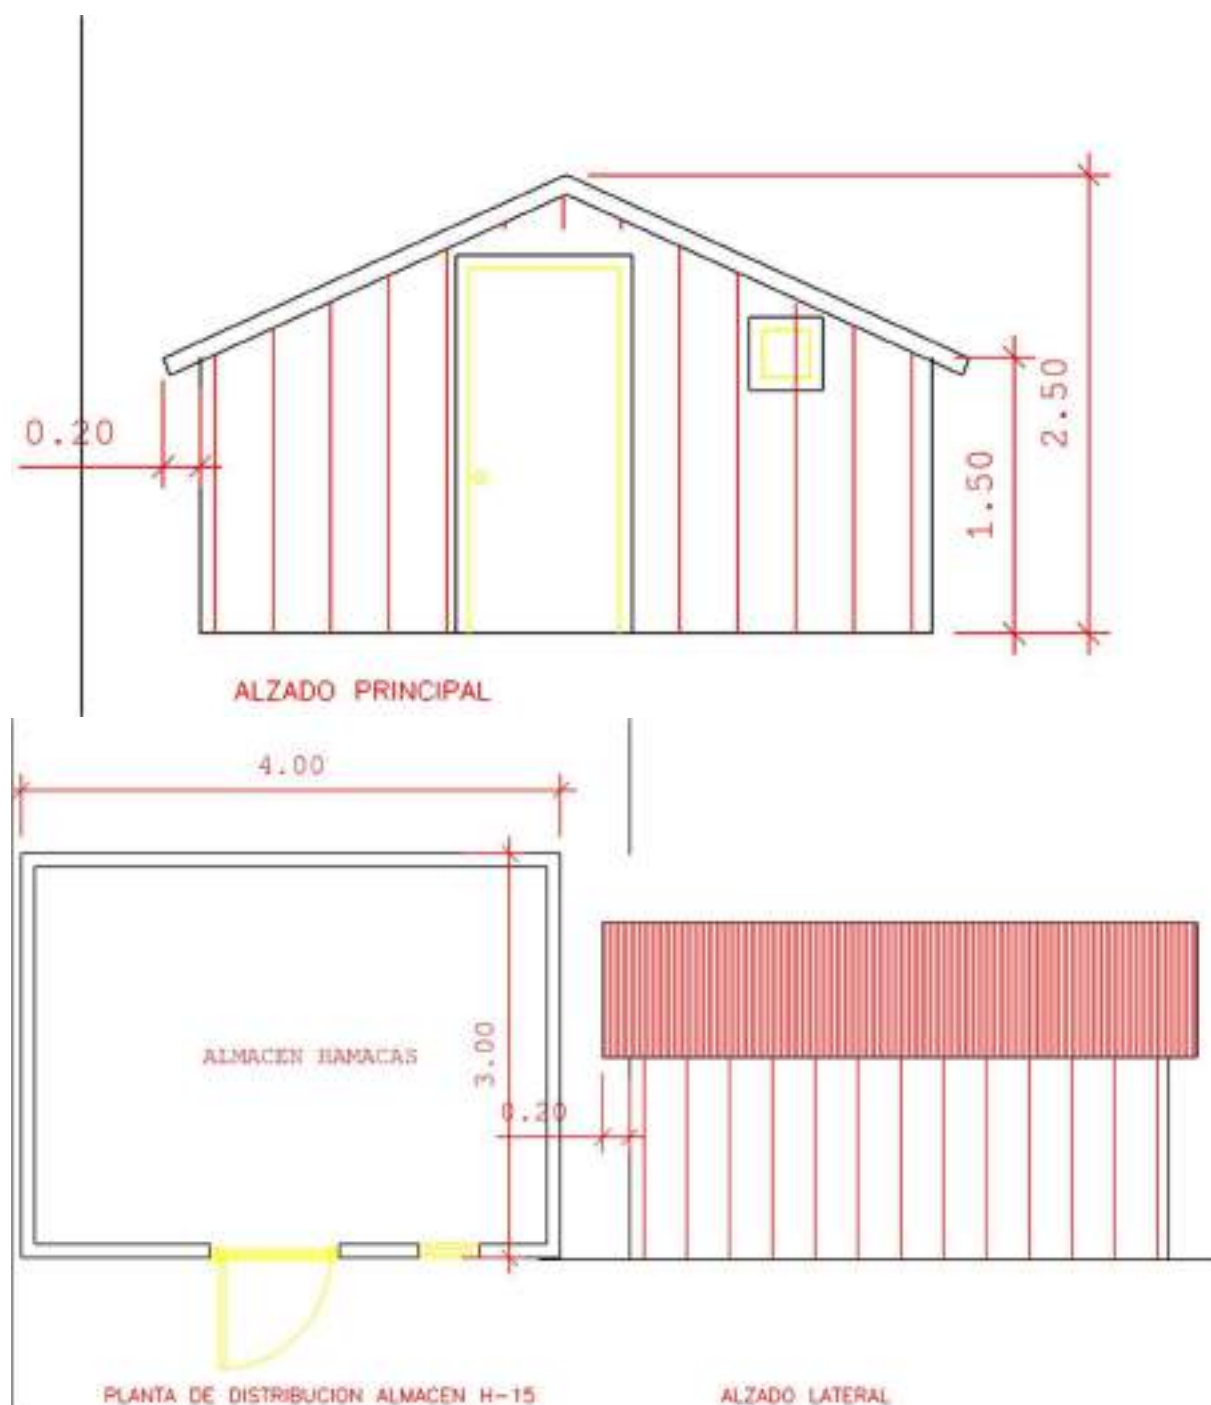 0.20
2.50
1.50
ALZADO PRINCIPAL
4.00
ALMACEN HAMACAS
3.00
0.20
PLANTA DE DISTRIBUCION ALMACEN H-15
ALZADO LATERAL